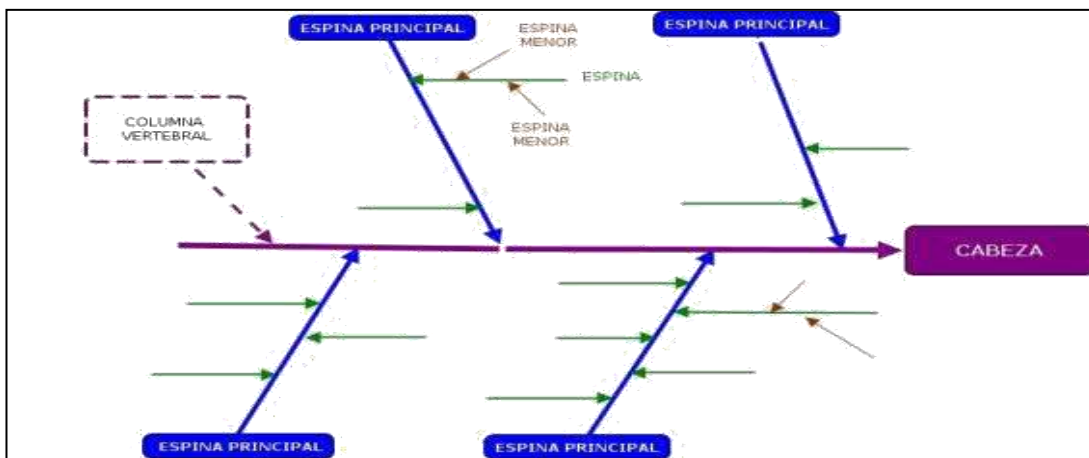 ESPINA PRINCIPAL
ESPINA PRINCIPAL
ESPINA
MENOR
ESPINA
ESPINA
MENOR
COLUMNA
VERTEBRAL
CABEZA
ESPINA PRINCIPAL
ESPINA PRINCIPAL